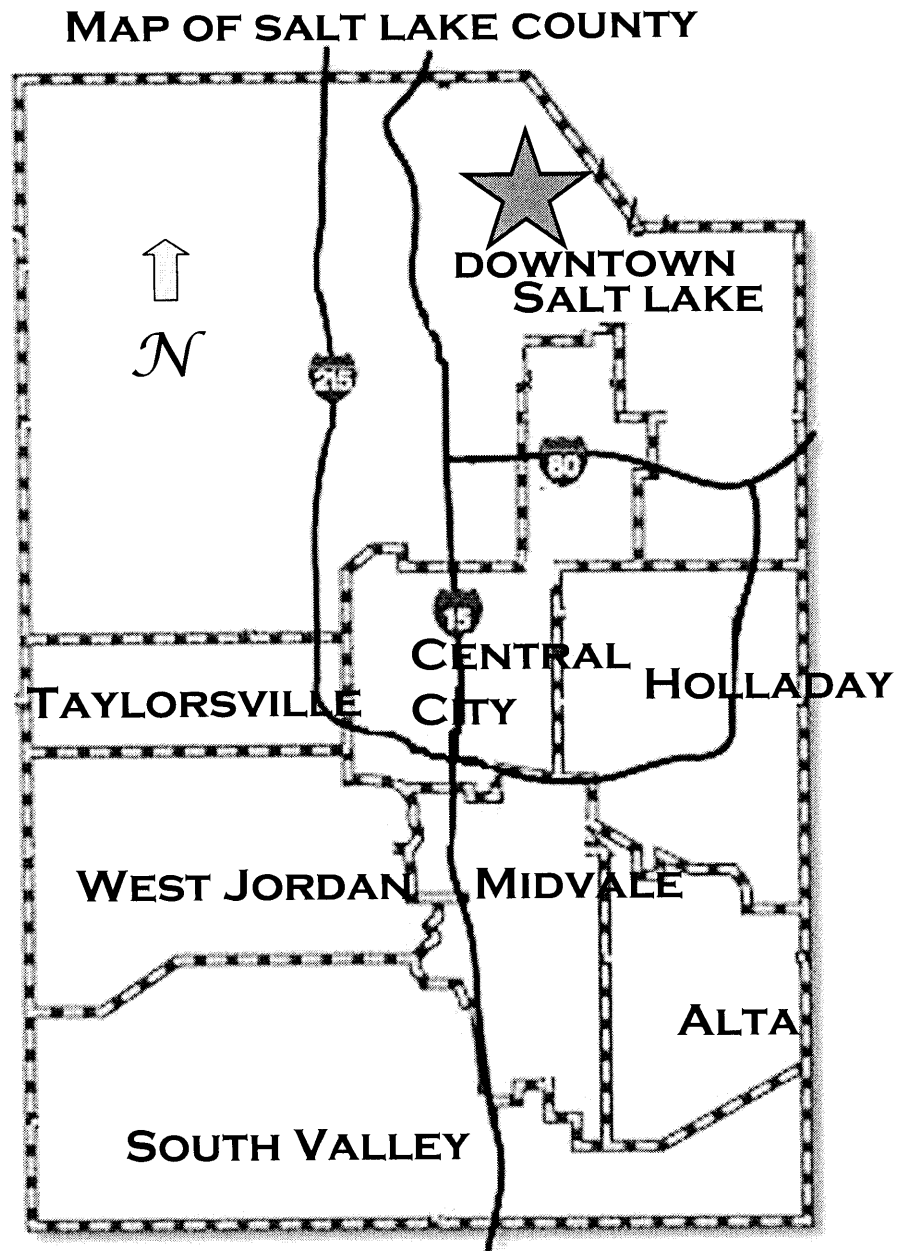 MAP OF SALT LAKE COUNTY
DOWNTOWN
SALT LAKE
N
215
80
15
CENTRAL
CITY
HOLLADAY
TAYLORSVILLE
WEST JORDAN
MIDVALE
ALTA
SOUTH VALLEY